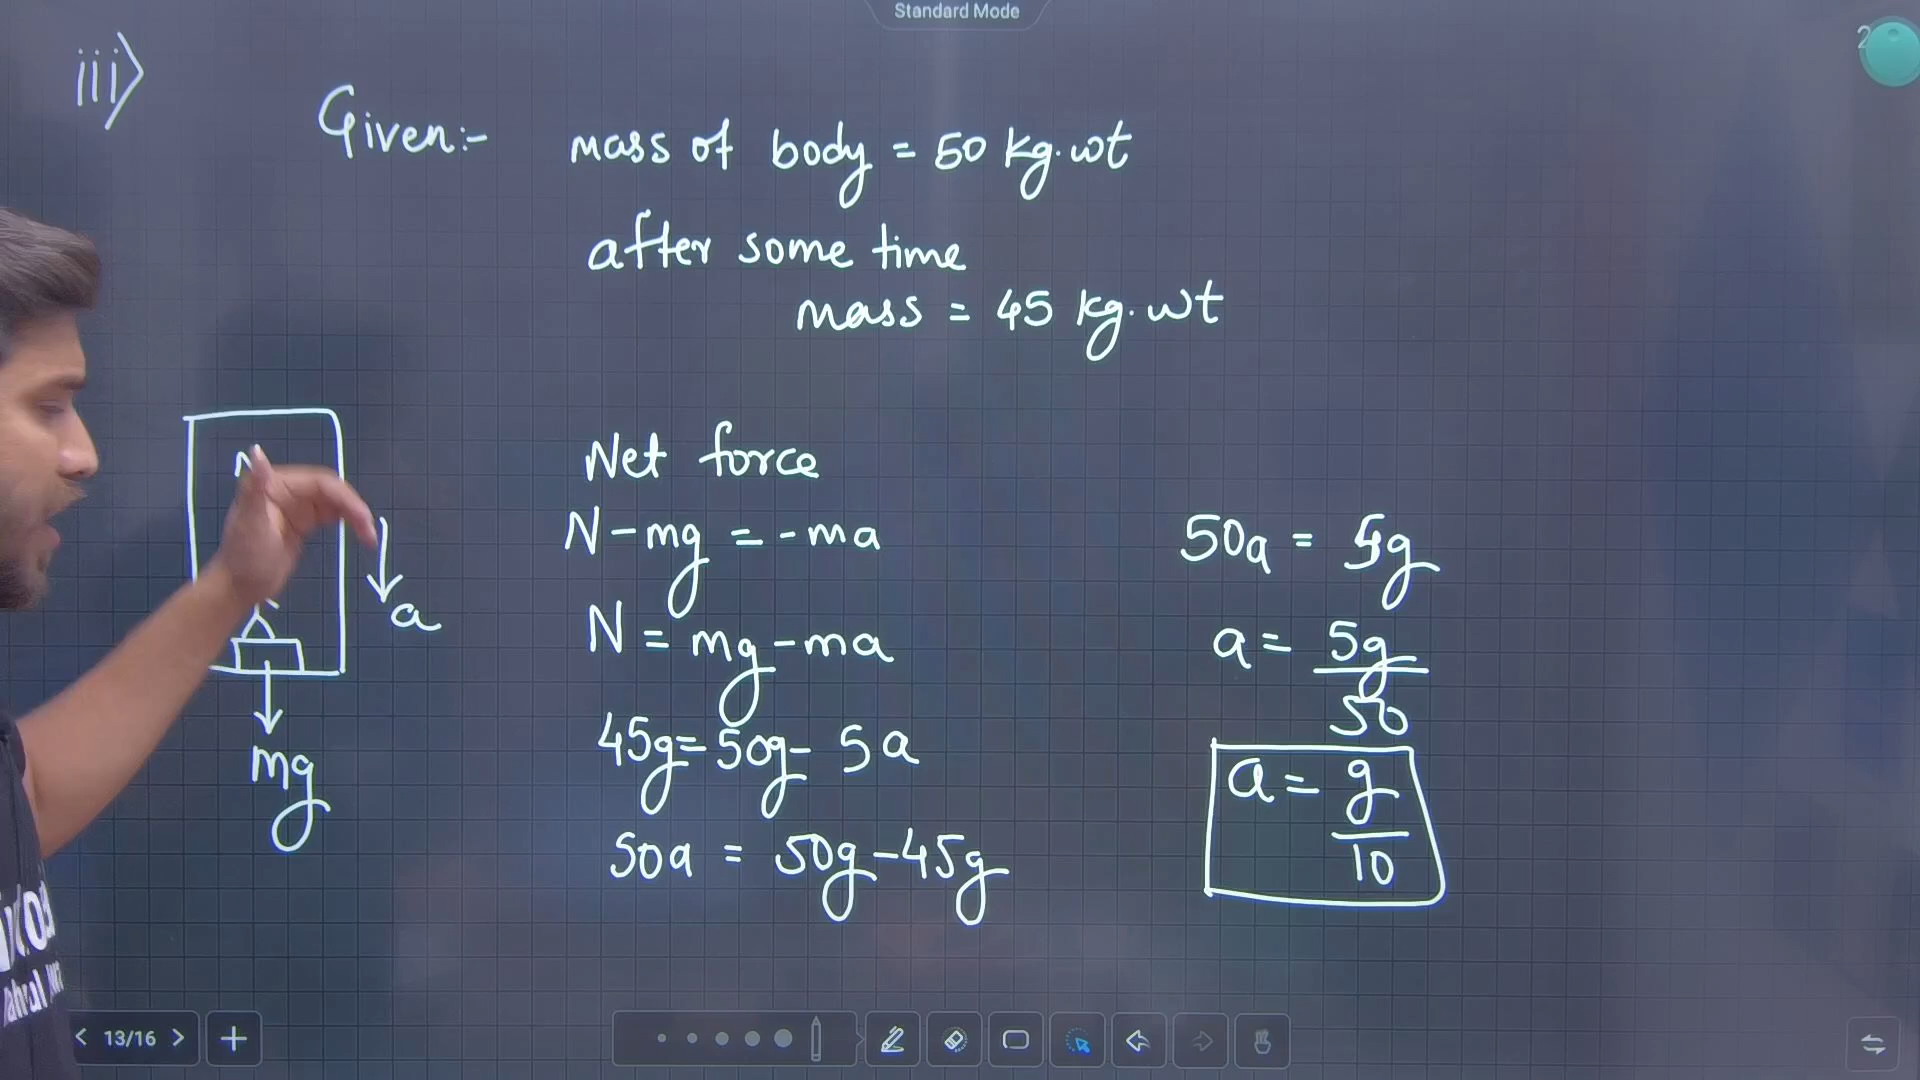 Standard Mode
2
iii)
Given:- mass of body = 50 kg.wt
after some time
mass = 45 kg.wt
N
a
mg
Net force
N - mg = - ma
N = mg - ma
45g = 50g - 5a
50a = 50g - 45g
50a = 5g
a = 5g/50
a = g/10
13/16